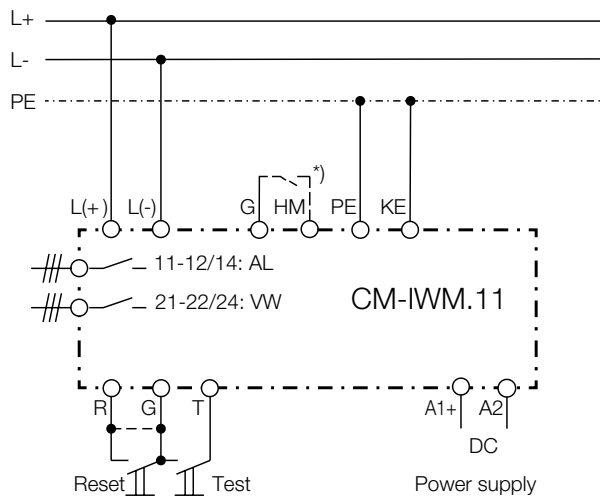 L+
L-
PE
*)
L(+) L(-) G HM PE KE
11-12/14: AL
21-22/24: VW
CM-IWM.11
R G T A1+ A2
DC
Reset Test Power supply